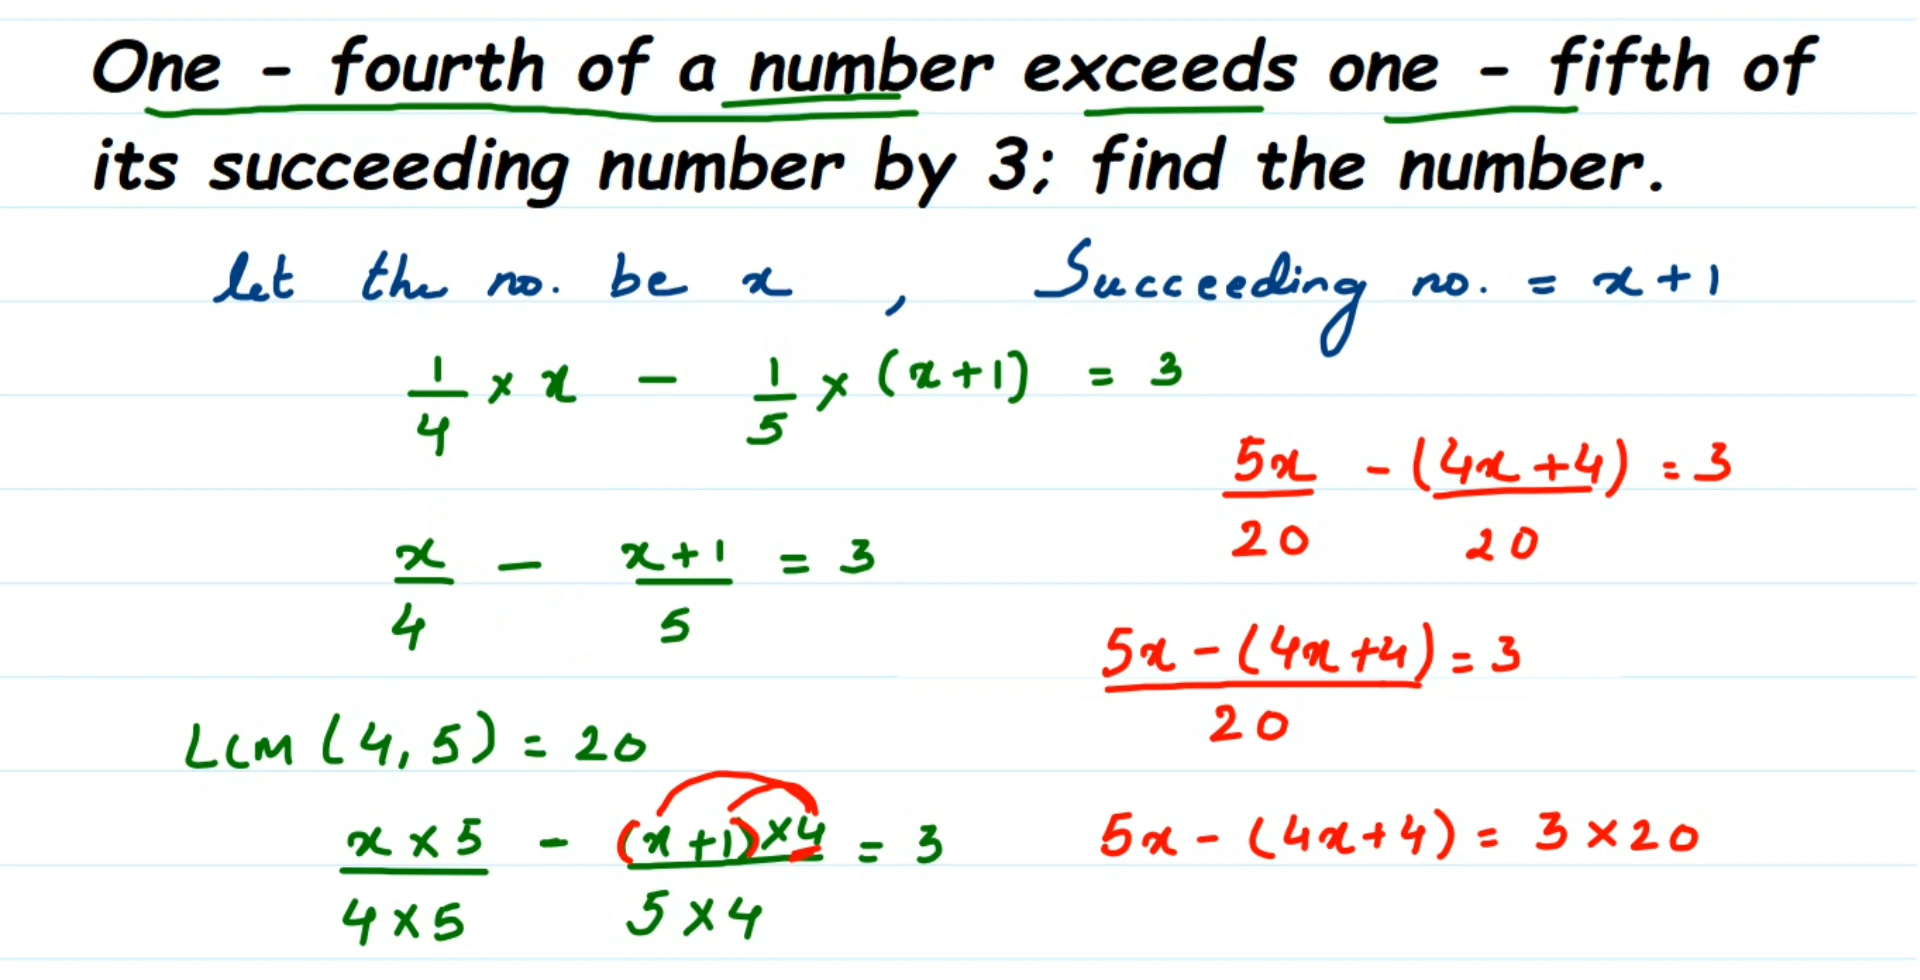 One - fourth of a number exceeds one - fifth of
its succeeding number by 3; find the number.
let the no. be x , Succeeding no. = x+1
1/4 × x - 1/5 × (x+1) = 3
x/4 - x+1/5 = 3
LCM (4,5) = 20
x×5/4×5 - (x+1)×4/5×4 = 3
5x/20 - (4x+4)/20 = 3
5x-(4x+4)/20 = 3
5x - (4x+4) = 3×20